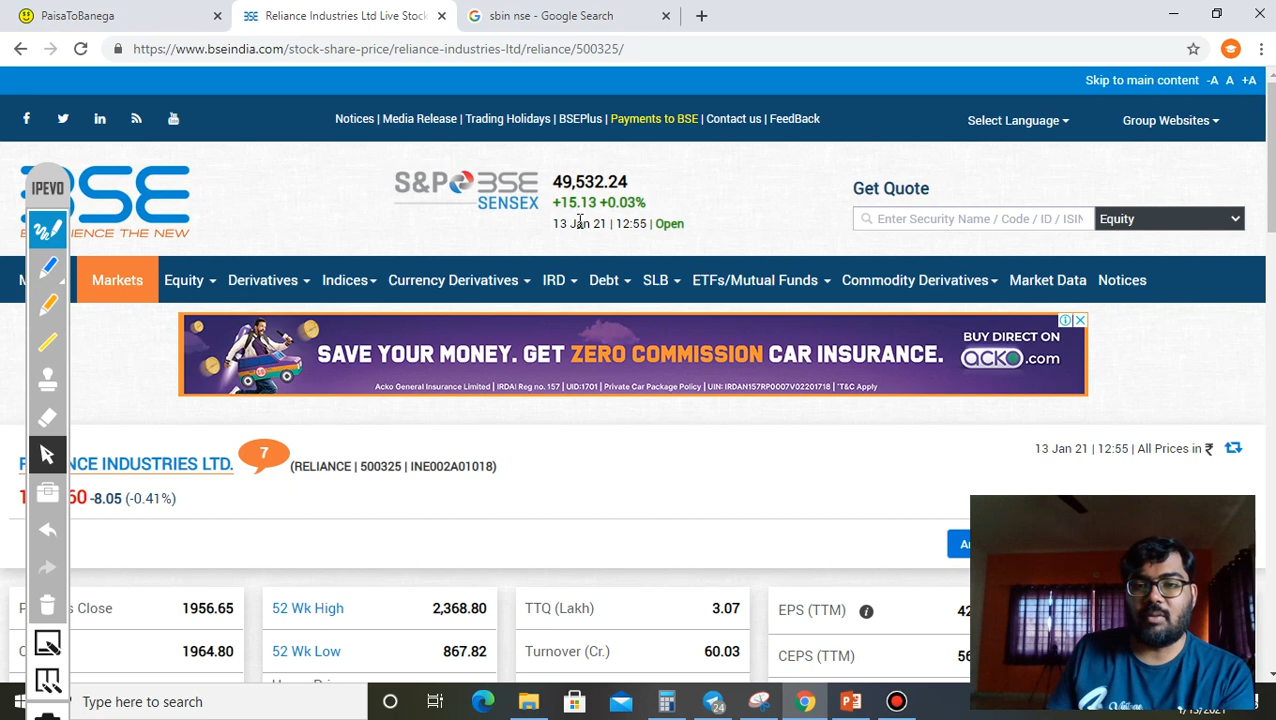 PaisaToBanega
Reliance Industries Ltd Live Stock
sbin nse - Google Search
https://www.bseindia.com/stock-share-price/reliance-industries-ltd/reliance/500325/
Skip to main content -A A +A
Notices | Media Release | Trading Holidays | BSEPlus | Payments to BSE | Contact us | FeedBack
Select Language
Group Websites
IPEVO
BSE
EXPERIENCE THE NEW
S&P BSE
SENSEX
49,532.24
+15.13 +0.03%
13 Jan 21 | 12:55 | Open
Get Quote
Enter Security Name / Code / ID / ISIN
Equity
Markets
Equity
Derivatives
Indices
Currency Derivatives
IRD
Debt
SLB
ETFs/Mutual Funds
Commodity Derivatives
Market Data
Notices
SAVE YOUR MONEY. GET ZERO COMMISSION CAR INSURANCE.
BUY DIRECT ON
acko.com
Acko General Insurance Limited | IRDAI Reg no. 157 | UID:1701 | Private Car Package Policy | UIN: IRDAN157RP0007V02201718 | *T&C Apply
NCE INDUSTRIES LTD.
7
(RELIANCE | 500325 | INE002A01018)
13 Jan 21 | 12:55 | All Prices in ₹
60 -8.05 (-0.41%)
Close 1956.65
52 Wk High 2,368.80
TTQ (Lakh) 3.07
EPS (TTM)
1964.80
52 Wk Low 867.82
Turnover (Cr.) 60.03
CEPS (TTM)
Type here to search
24